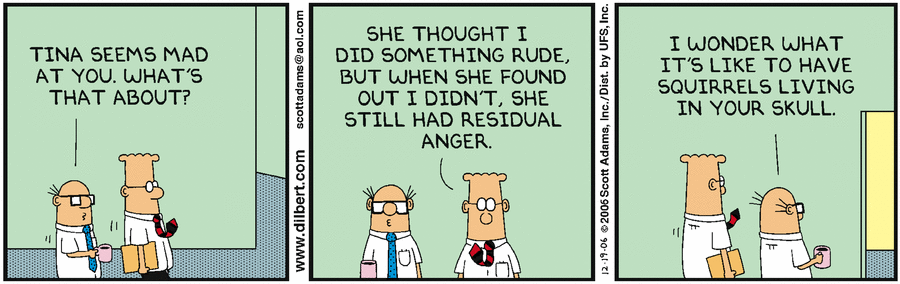 TINA SEEMS MAD
AT YOU. WHAT'S
THAT ABOUT?
scottadams@aol.com
www.dilbert.com
SHE THOUGHT I
DID SOMETHING RUDE,
BUT WHEN SHE FOUND
OUT I DIDN'T, SHE
STILL HAD RESIDUAL
ANGER.
12-19-06 © 2006 Scott Adams, Inc./Dist. by UFS, Inc.
I WONDER WHAT
IT'S LIKE TO HAVE
SQUIRRELS LIVING
IN YOUR SKULL.